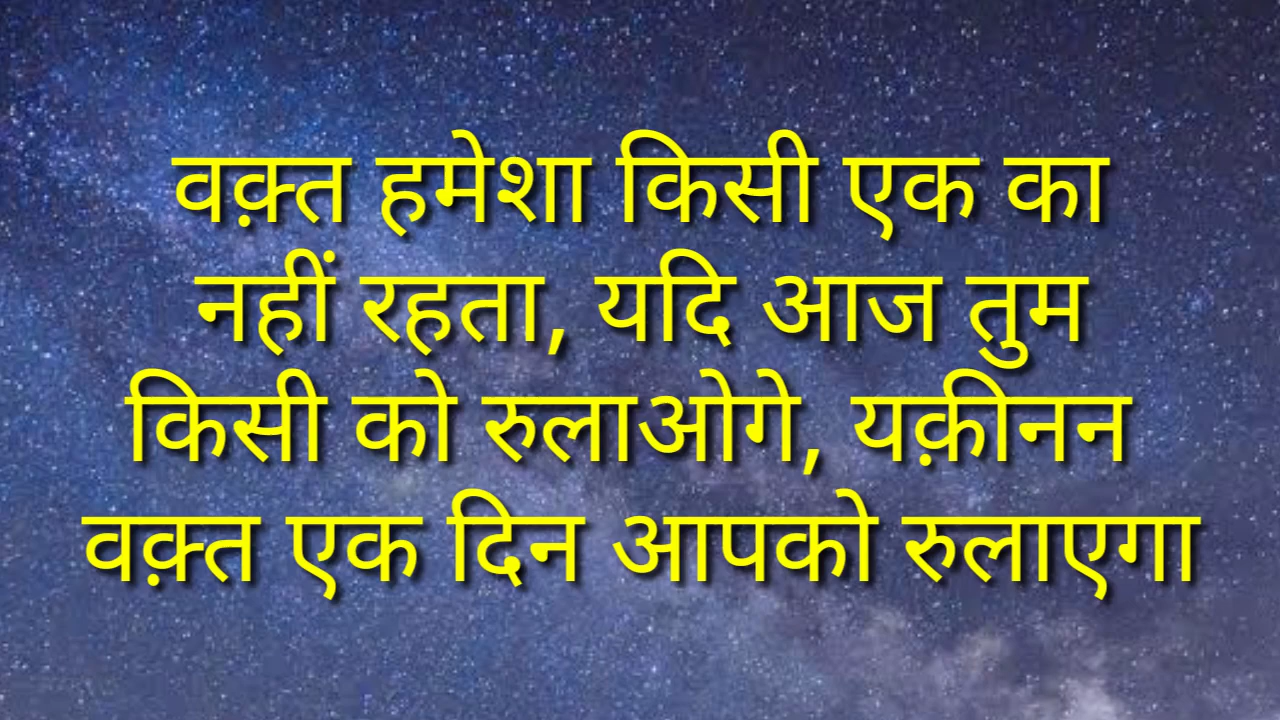 वक़्त हमेशा किसी एक का
नहीं रहता, यदि आज तुम
किसी को रुलाओगे, यक़ीनन
वक़्त एक दिन आपको रुलाएगा